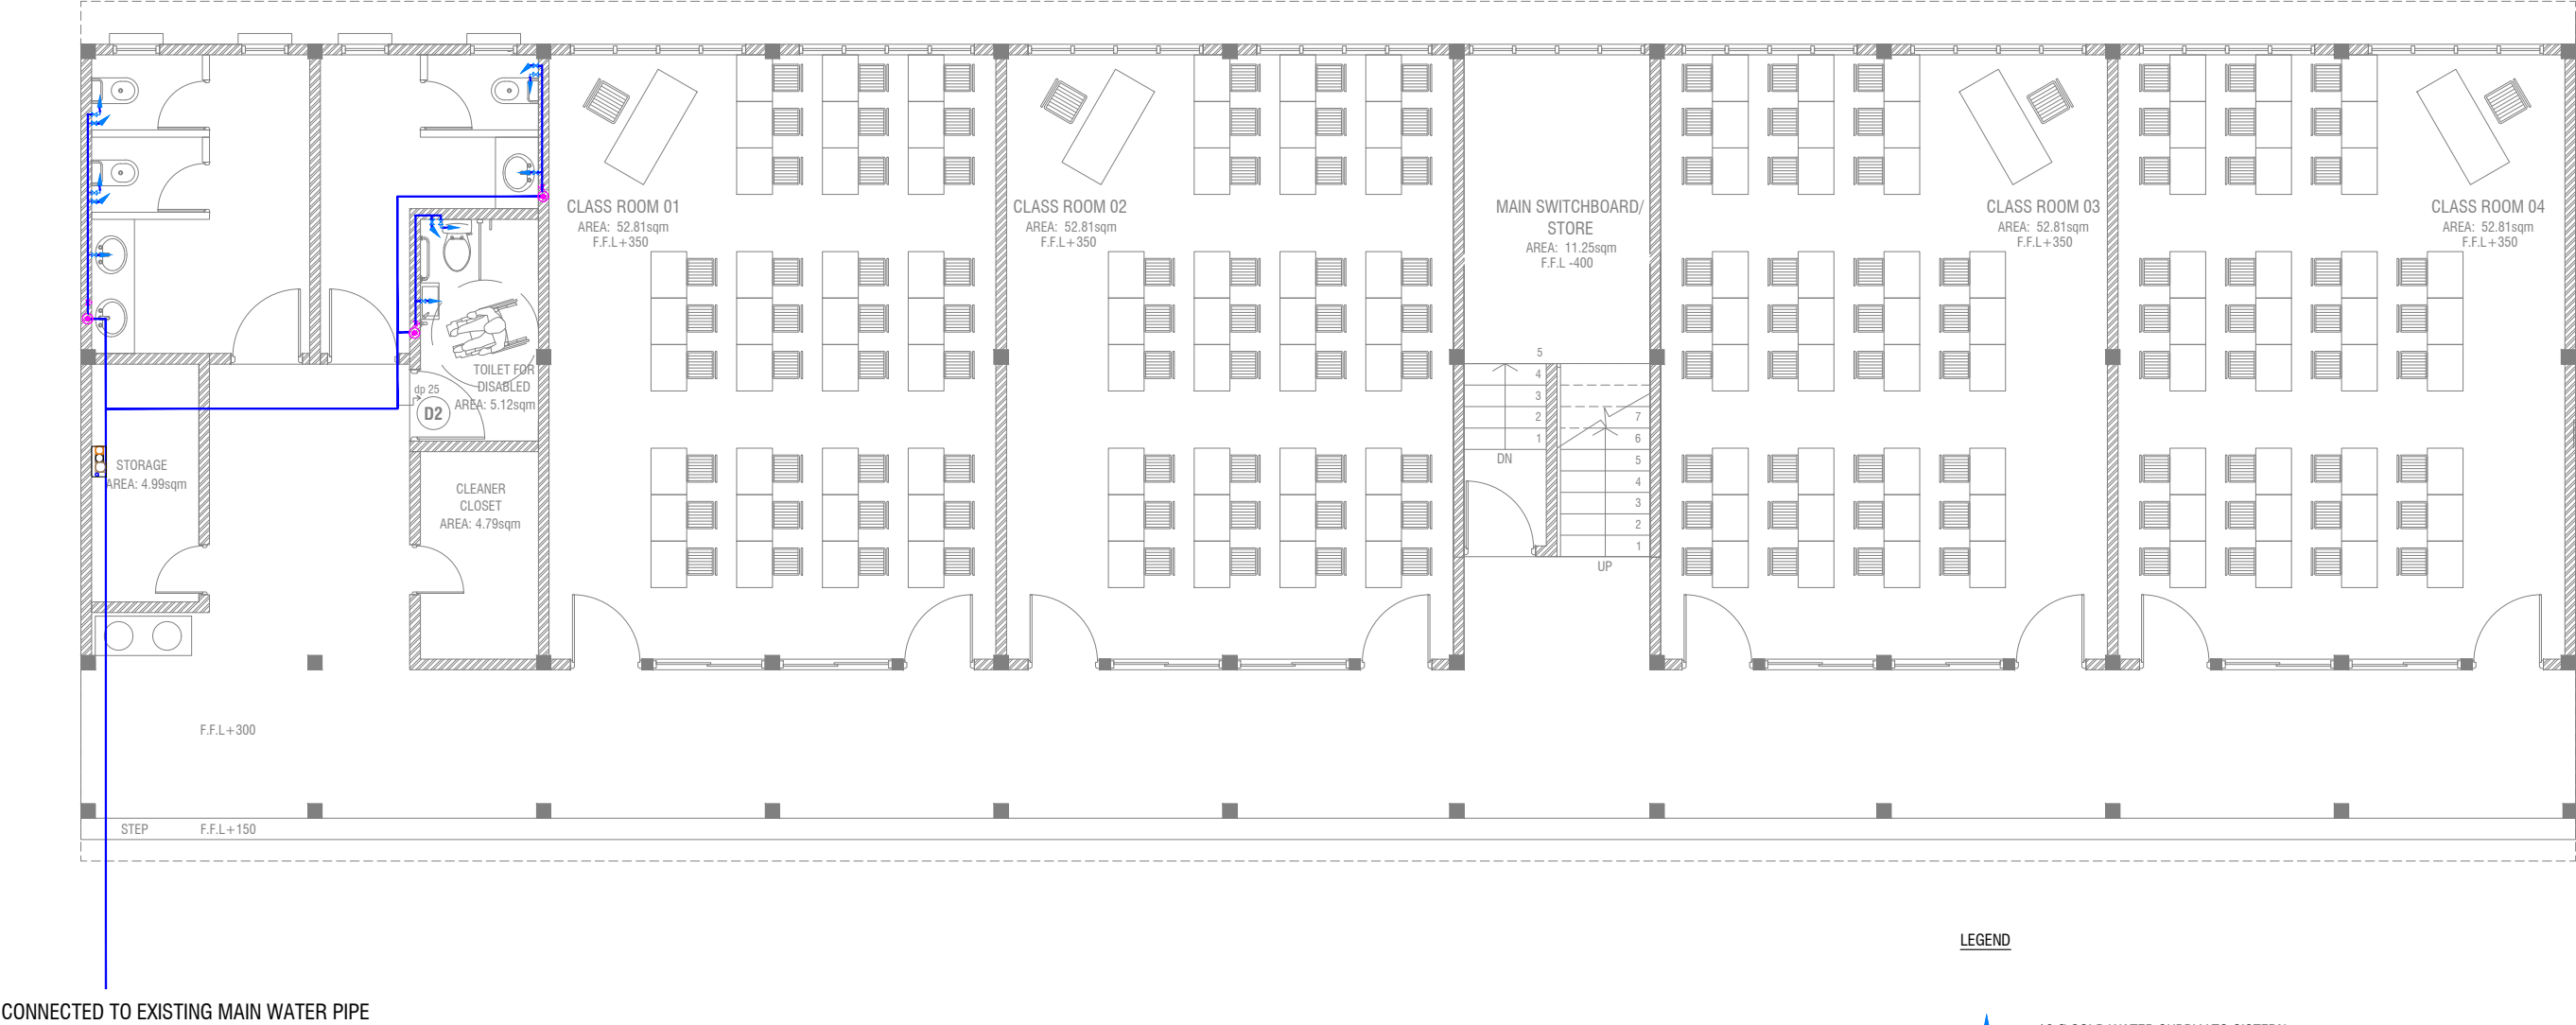 CLASS ROOM 01
AREA: 52.81sqm
F.F.L+350
CLASS ROOM 02
AREA: 52.81sqm
F.F.L+350
MAIN SWITCHBOARD/
STORE
AREA: 11.25sqm
F.F.L -400
CLASS ROOM 03
AREA: 52.81sqm
F.F.L+350
CLASS ROOM 04
AREA: 52.81sqm
F.F.L+350
TOILET FOR
DISABLED
AREA: 5.12sqm
dp 25
D2
STORAGE
AREA: 4.99sqm
CLEANER
CLOSET
AREA: 4.79sqm
5
4
3
2
1
DN
7
6
5
4
3
2
1
UP
F.F.L+300
STEP
F.F.L+150
LEGEND
CONNECTED TO EXISTING MAIN WATER PIPE